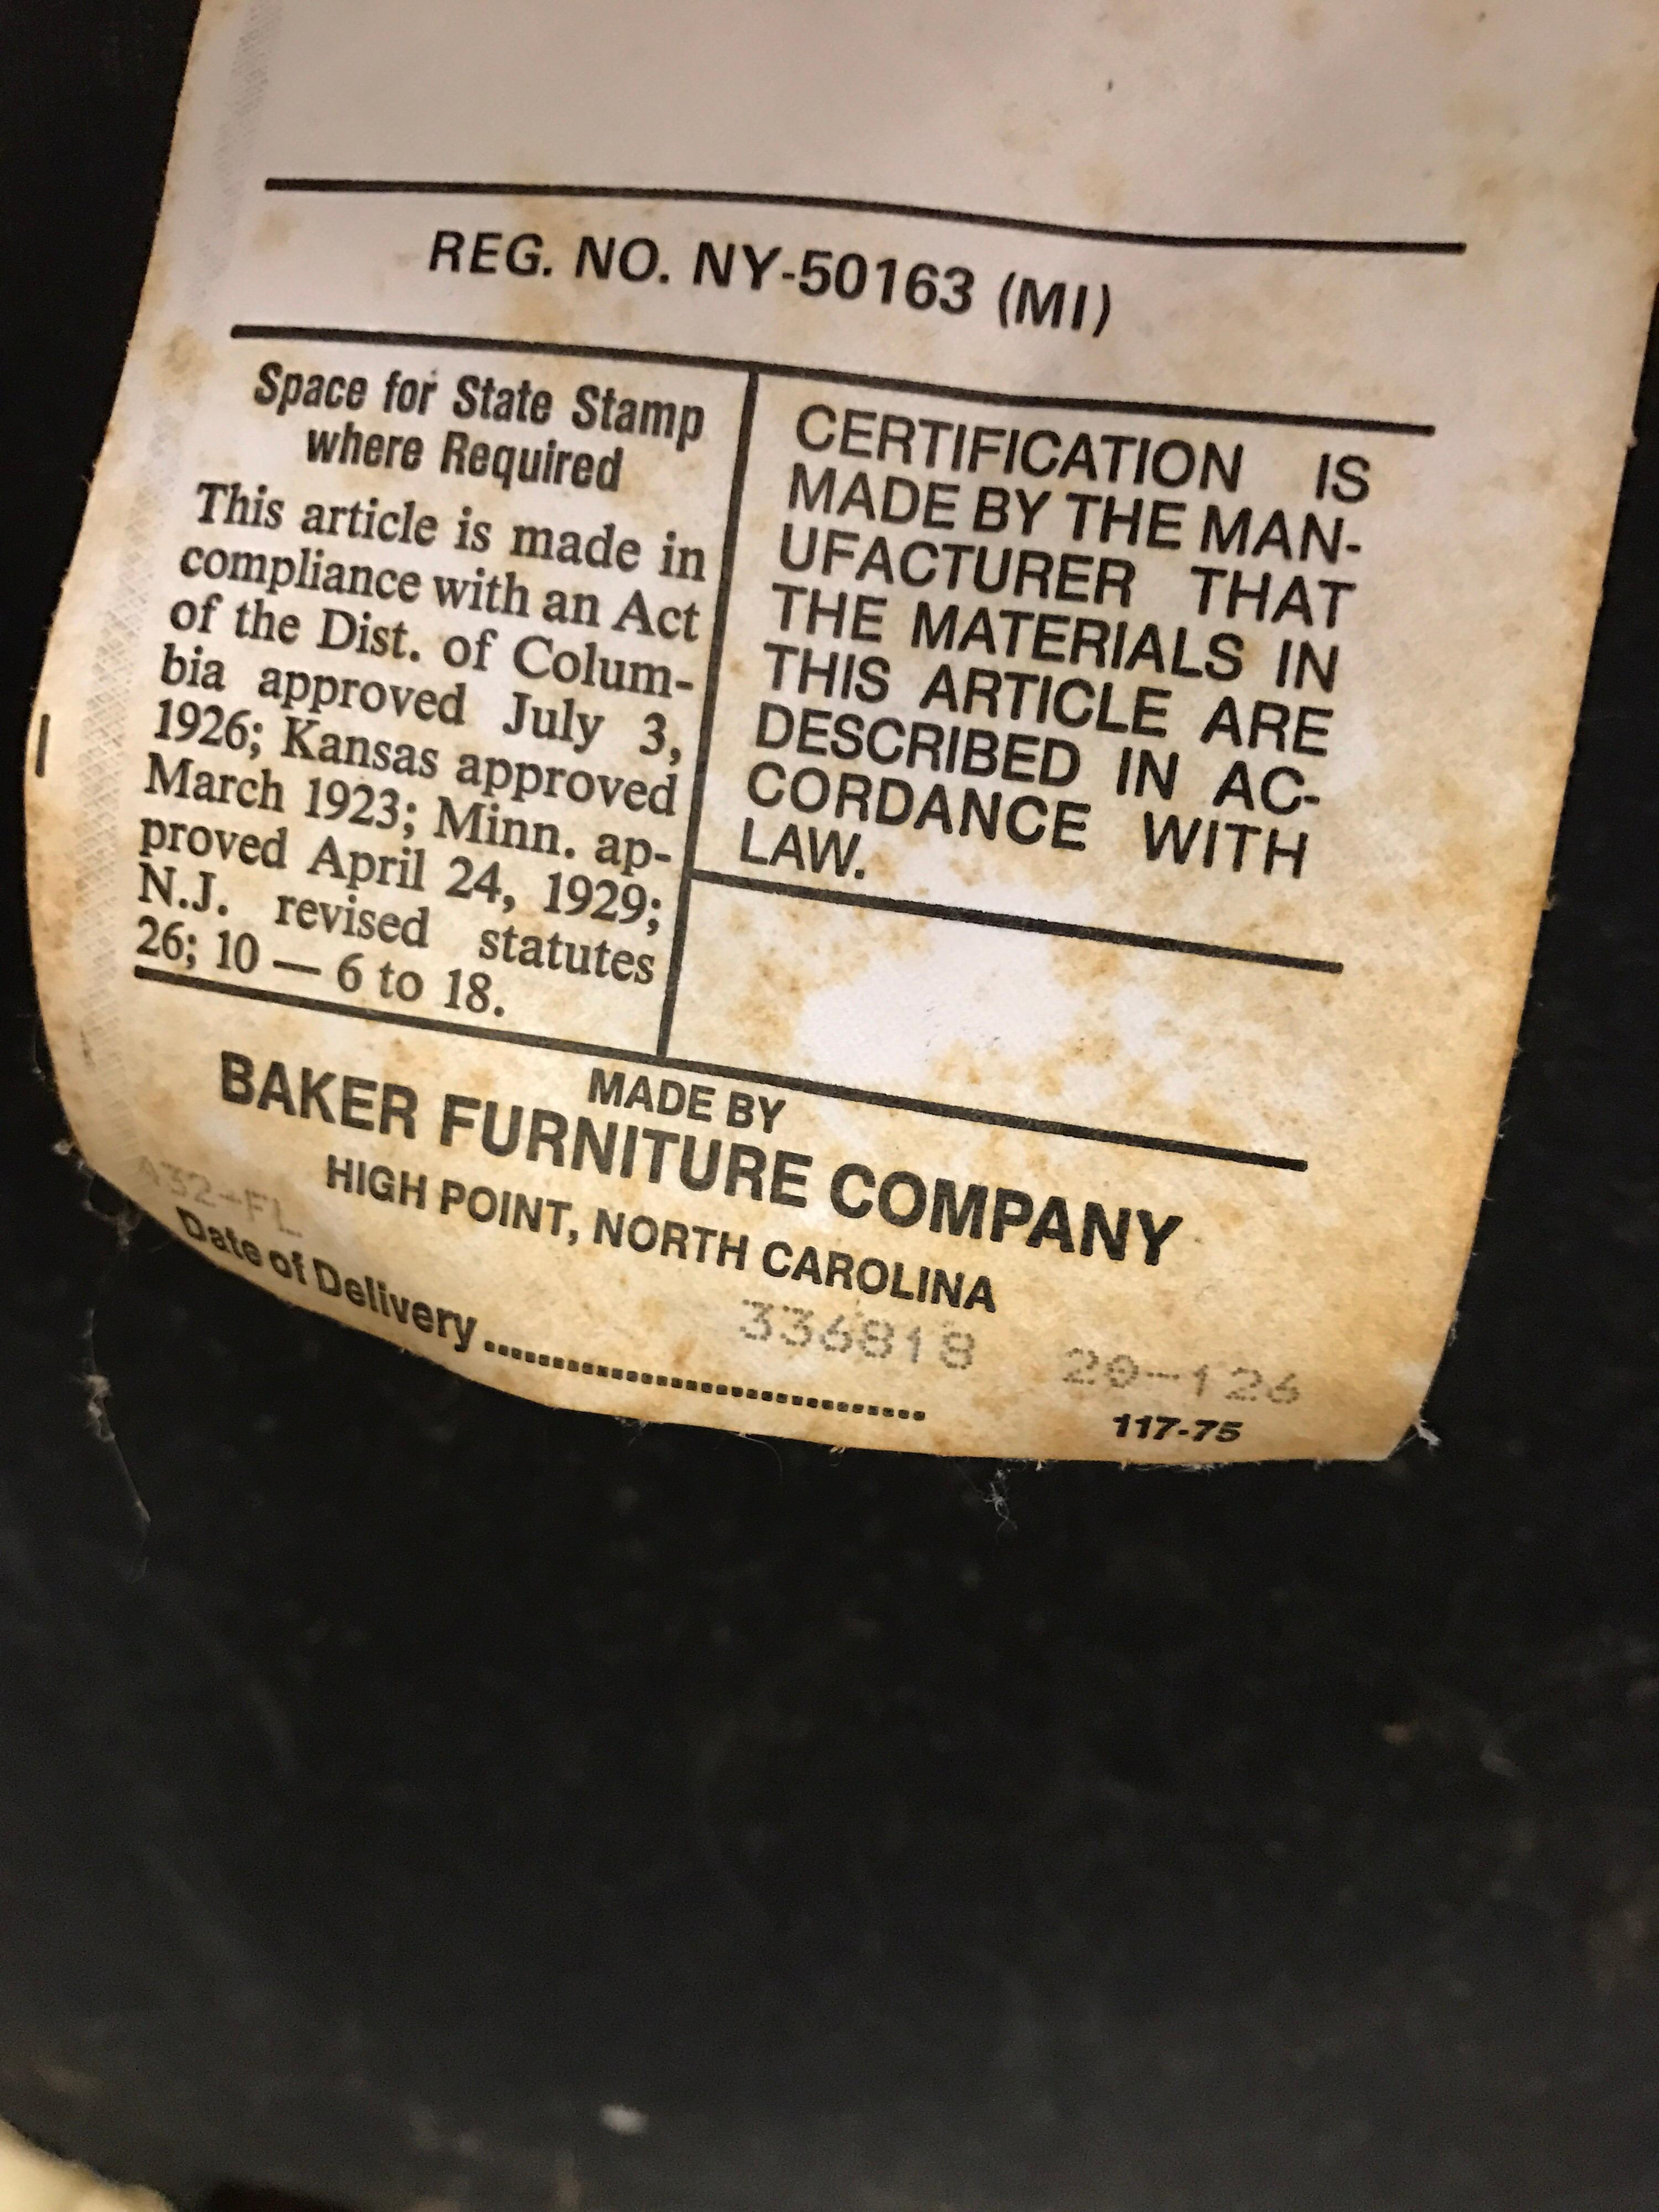 REG. NO. NY-50163 (MI)
Space for State Stamp
where Required
This article is made in
compliance with an Act
of the Dist. of Colum-
bia approved July 3,
1926; Kansas approved
March 1923; Minn. ap-
proved April 24, 1929;
N.J. revised statutes
26; 10 — 6 to 18.
CERTIFICATION IS
MADE BY THE MAN-
UFACTURER THAT
THE MATERIALS IN
THIS ARTICLE ARE
DESCRIBED IN AC-
CORDANCE WITH
LAW.
MADE BY
BAKER FURNITURE COMPANY
HIGH POINT, NORTH CAROLINA
432-FL
336818 20-126
Date of Delivery................................................
117-75